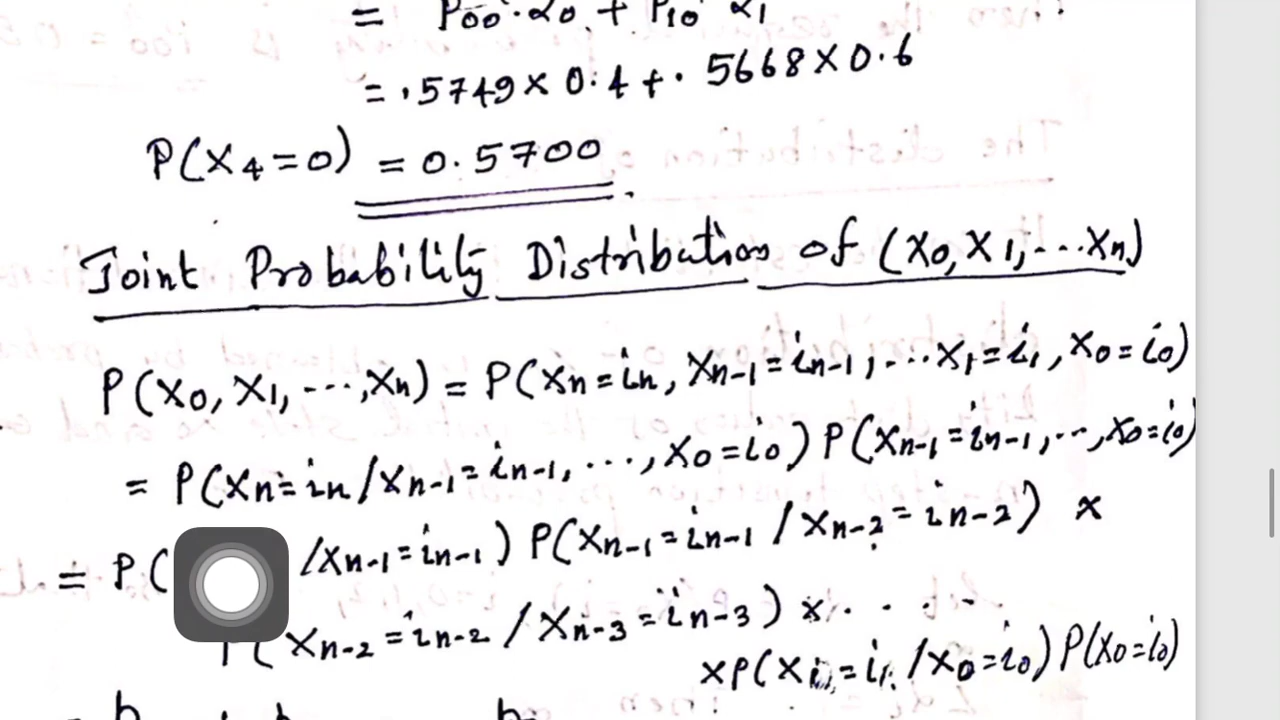 = P00·α0 + P10 α1
= .5749 × 0.4 + .5668 × 0.6
P(X4=0) = 0.5700
Joint Probability Distribution of (X0, X1, ... Xn)
P(X0, X1, ..., Xn) = P(Xn = in, Xn-1 = in-1, ... X1 = i1, X0 = i0)
= P(Xn = in / Xn-1 = in-1, ..., X0 = i0) P(Xn-1 = in-1, ..., X0 = i0)
= P( /Xn-1 = in-1) P(Xn-1 = in-1 / Xn-2 = in-2) ×
P(Xn-2 = in-2 / Xn-3 = in-3) × . . . .
×P(X1 = i1 / X0 = i0) P(X0 = i0)